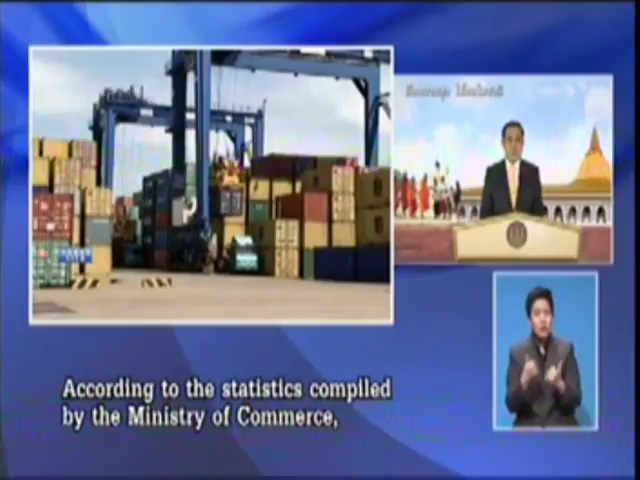 According to the statistics compiled
by the Ministry of Commerce,